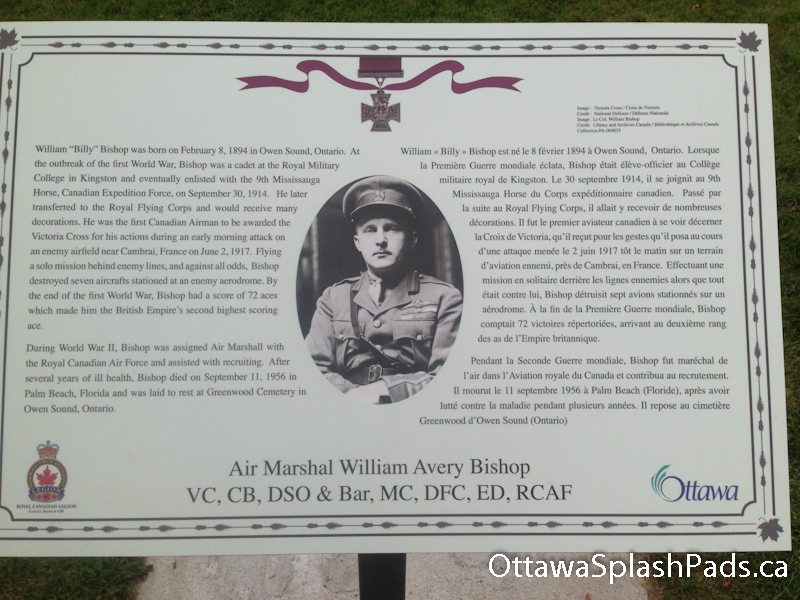 Image : Victoria Cross / Croix de Victoria
Credit : National Defence / Défence Nationale
Image: Lt-Col. William Bishop
Credit: Library and Archives Canada / Bibliothèque et Archives Canada
Collection PA-004035
William “Billy” Bishop was born on February 8, 1894 in Owen Sound, Ontario. At
the outbreak of the first World War, Bishop was a cadet at the Royal Military
College in Kingston and eventually enlisted with the 9th Mississauga
Horse, Canadian Expedition Force, on September 30, 1914. He later
transferred to the Royal Flying Corps and would receive many
decorations. He was the first Canadian Airman to be awarded the
Victoria Cross for his actions during an early morning attack on
an enemy airfield near Cambrai, France on June 2, 1917. Flying
a solo mission behind enemy lines, and against all odds, Bishop
destroyed seven aircrafts stationed at an enemy aerodrome. By
the end of the first World War, Bishop had a score of 72 aces
which made him the British Empire’s second highest scoring
ace.
During World War II, Bishop was assigned Air Marshall with
the Royal Canadian Air Force and assisted with recruiting. After
several years of ill health, Bishop died on September 11, 1956 in
Palm Beach, Florida and was laid to rest at Greenwood Cemetery in
Owen Sound, Ontario.
William « Billy » Bishop est né le 8 février 1894 à Owen Sound, Ontario. Lorsque
la Première Guerre mondiale éclata, Bishop était élève-officier au Collège
militaire royal de Kingston. Le 30 septembre 1914, il se joignait au 9th
Mississauga Horse du Corps expéditionnaire canadien. Passé par
la suite au Royal Flying Corps, il allait y recevoir de nombreuses
décorations. Il fut le premier aviateur canadien à se voir décerner
la Croix de Victoria, qu’il reçut pour les gestes qu’il posa au cours
d’une attaque menée le 2 juin 1917 tôt le matin sur un terrain
d’aviation ennemi, près de Cambrai, en France. Effectuant une
mission en solitaire derrière les lignes ennemies alors que tout
était contre lui, Bishop détruisit sept avions stationnés sur un
aérodrome. À la fin de la Première Guerre mondiale, Bishop
comptait 72 victoires répertoriées, arrivant au deuxième rang
des as de l’Empire britannique.
Pendant la Seconde Guerre mondiale, Bishop fut maréchal de
l’air dans l’Aviation royale du Canada et contribua au recrutement.
Il mourut le 11 septembre 1956 à Palm Beach (Floride), après avoir
lutté contre la maladie pendant plusieurs années. Il repose au cimetière
Greenwood d’Owen Sound (Ontario)
Air Marshal William Avery Bishop
VC, CB, DSO & Bar, MC, DFC, ED, RCAF
LEGION
ROYAL CANADIAN LEGION
Ottawa
OttawaSplashPads.ca